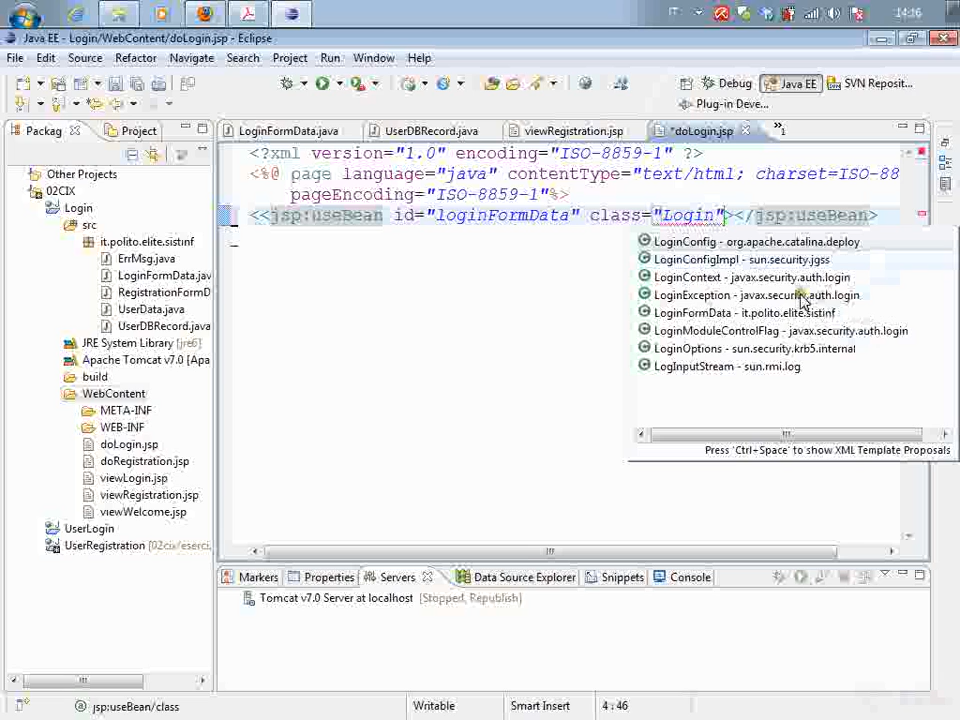 IT
14:16
Java EE - Login/WebContent/doLogin.jsp - Eclipse
File Edit Source Refactor Navigate Search Project Run Window Help
Debug Java EE SVN Reposit...
Plug-in Deve...
Packag Project
LoginFormData.java UserDBRecord.java viewRegistration.jsp *doLogin.jsp »1
Other Projects
02CIX
Login
src
it.polito.elite.sistinf
ErrMsg.java
LoginFormData.java
RegistrationFormD
UserData.java
UserDBRecord.java
JRE System Library [jre6]
Apache Tomcat v7.0 [apac
build
WebContent
META-INF
WEB-INF
doLogin.jsp
doRegistration.jsp
viewLogin.jsp
viewRegistration.jsp
viewWelcome.jsp
UserLogin
UserRegistration [02cix/eserci,
<?xml version="1.0" encoding="ISO-8859-1" ?>
<%@ page language="java" contentType="text/html; charset=ISO-88
pageEncoding="ISO-8859-1"%>
<<jsp:useBean id="loginFormData" class="Login"></jsp:useBean>
LoginConfig - org.apache.catalina.deploy
LoginConfigImpl - sun.security.jgss
LoginContext - javax.security.auth.login
LoginException - javax.security.auth.login
LoginFormData - it.polito.elite.sistinf
LoginModuleControlFlag - javax.security.auth.login
LoginOptions - sun.security.krb5.internal
LogInputStream - sun.rmi.log
Press 'Ctrl+Space' to show XML Template Proposals
Markers Properties Servers Data Source Explorer Snippets Console
Tomcat v7.0 Server at localhost [Stopped, Republish]
jsp:useBean/class
Writable
Smart Insert
4 : 46